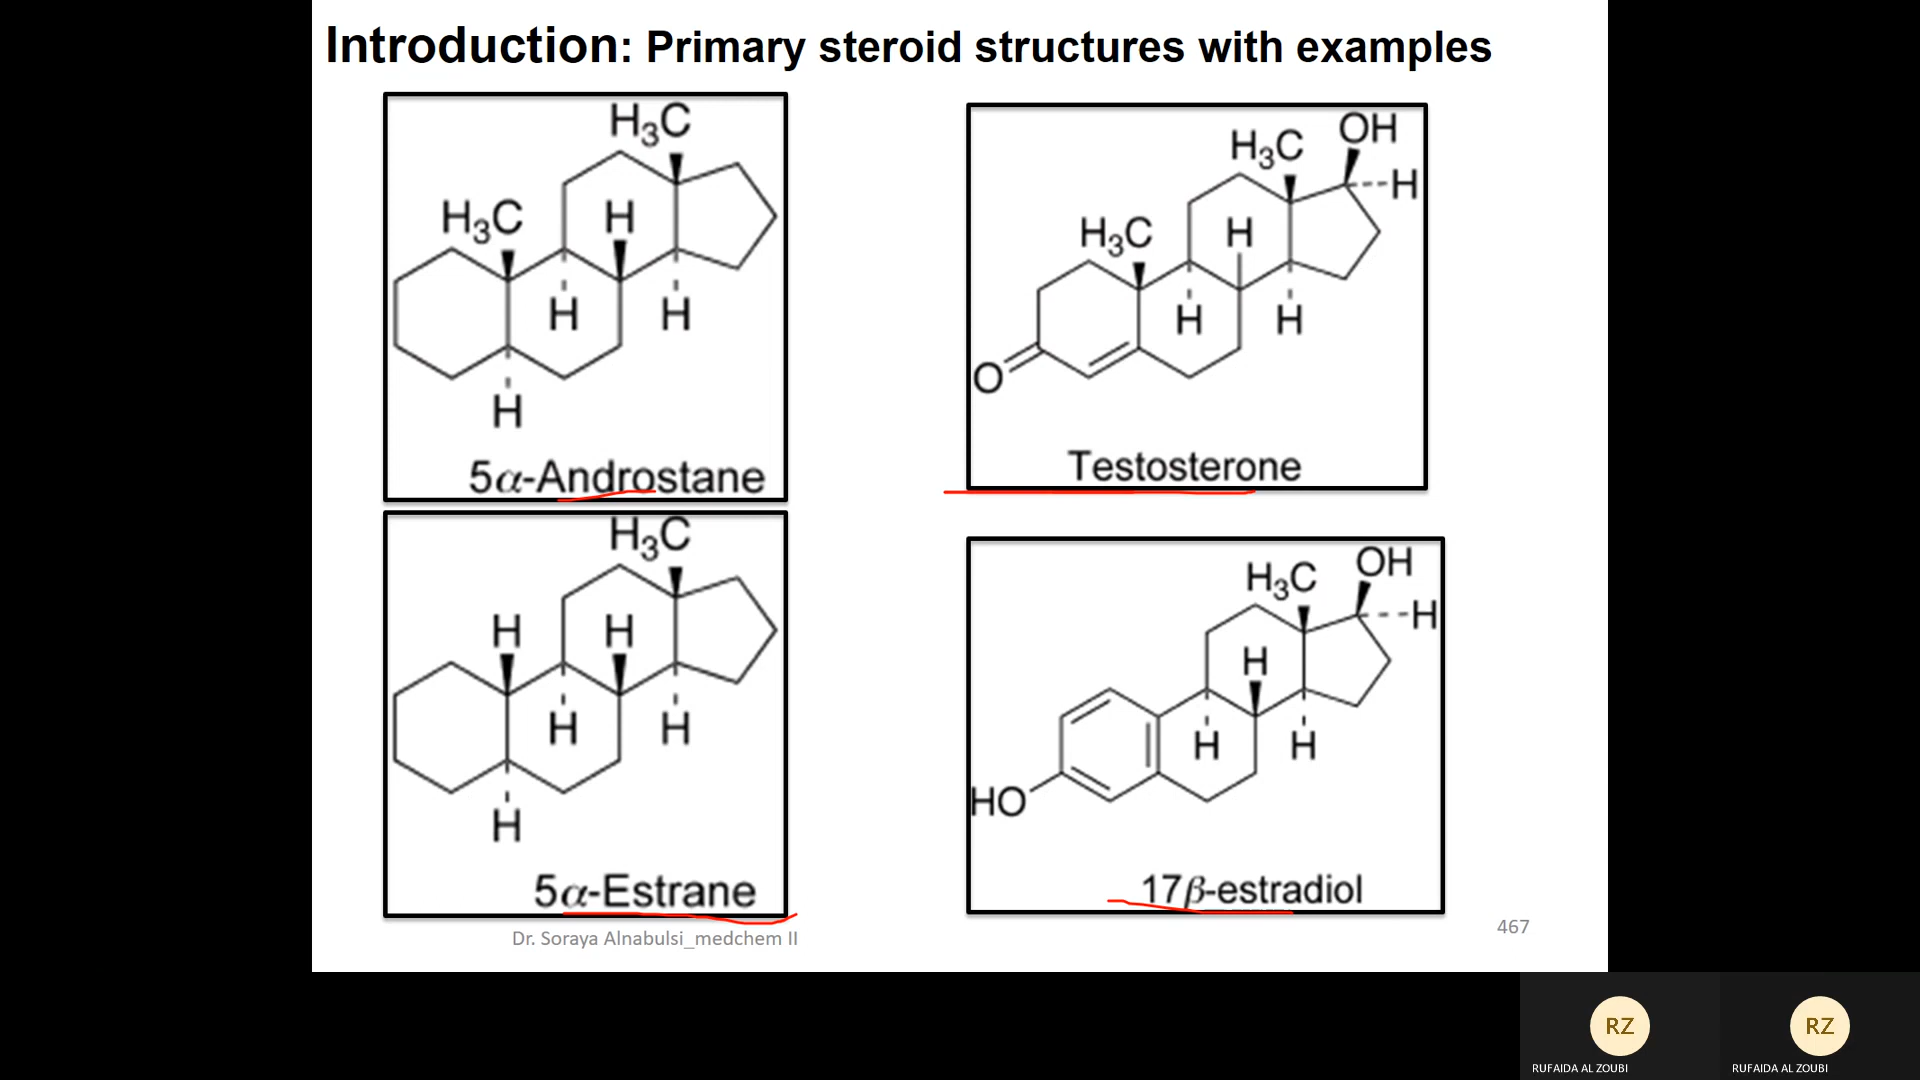 Introduction: Primary steroid structures with examples
H₃C
H₃C
H
H
H
H
5α-Androstane
H₃C
OH
H
H₃C
H
H
H
O
Testosterone
H₃C
H
H
H
H
H
5α-Estrane
H₃C
OH
H
H
H
H
HO
17β-estradiol
Dr. Soraya Alnabulsi_medchem II
467
RZ
RUFAIDA AL ZOUBI
RZ
RUFAIDA AL ZOUBI